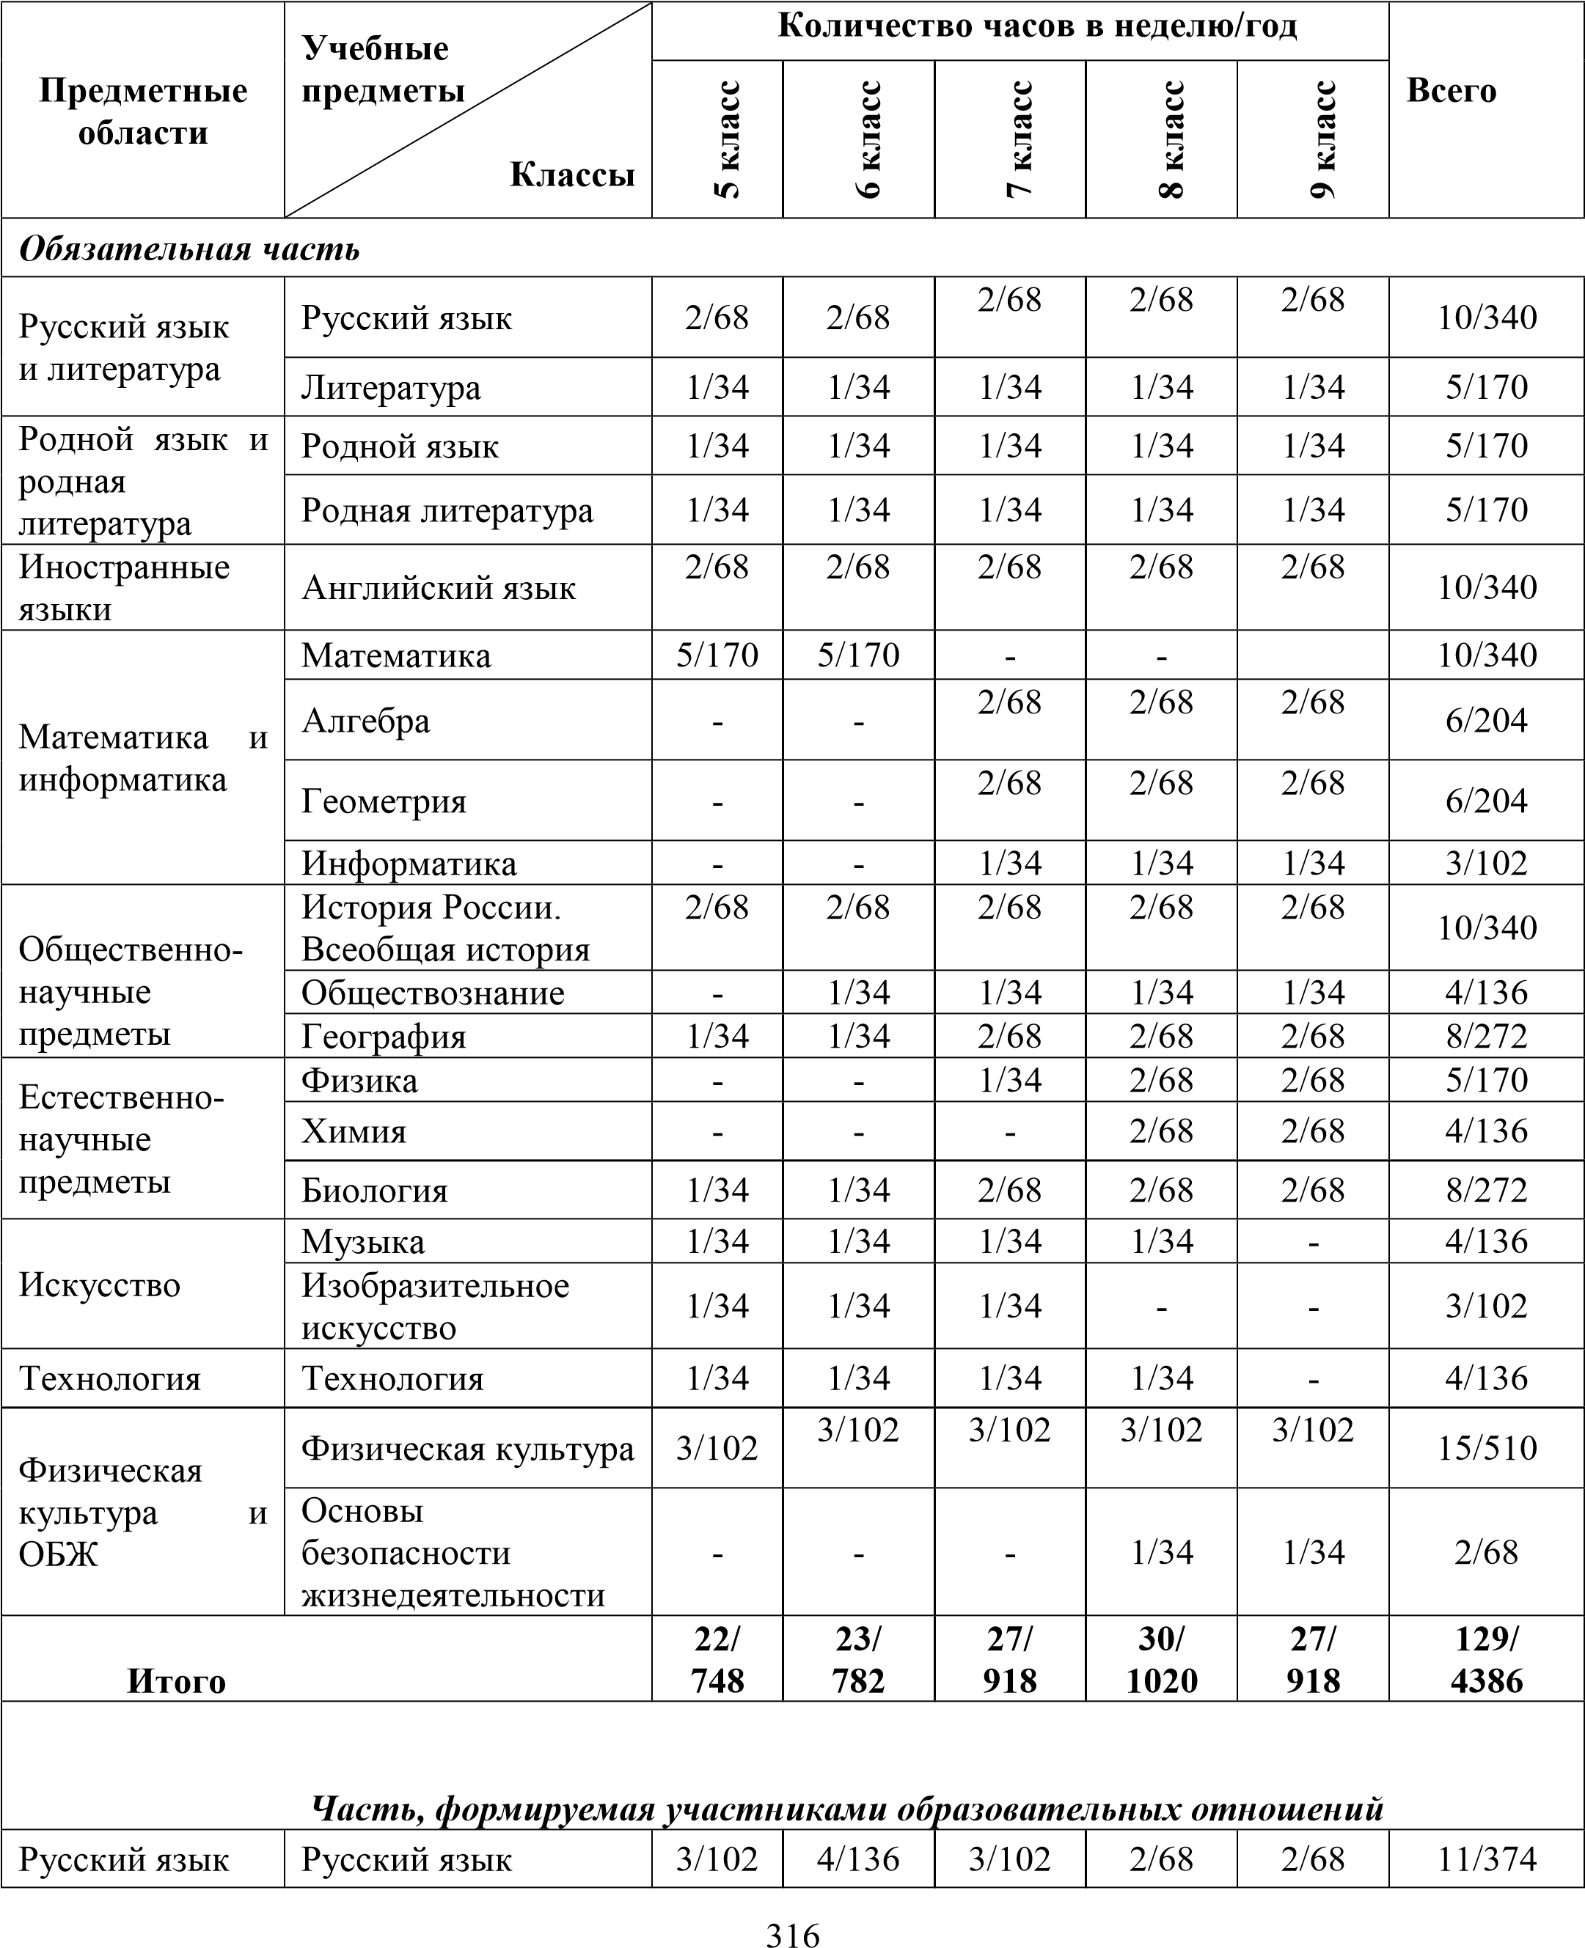 Предметные области
Учебные предметы
Классы
Количество часов в неделю/год
Всего
5 класс
6 класс
7 класс
8 класс
9 класс
Обязательная часть
Русский язык и литература
Русский язык 2/68 2/68 2/68 2/68 2/68 10/340
Литература 1/34 1/34 1/34 1/34 1/34 5/170
Родной язык и родная литература
Родной язык 1/34 1/34 1/34 1/34 1/34 5/170
Родная литература 1/34 1/34 1/34 1/34 1/34 5/170
Иностранные языки
Английский язык 2/68 2/68 2/68 2/68 2/68 10/340
Математика и информатика
Математика 5/170 5/170 - - 10/340
Алгебра - - 2/68 2/68 2/68 6/204
Геометрия - - 2/68 2/68 2/68 6/204
Информатика - - 1/34 1/34 1/34 3/102
Общественно-научные предметы
История России. Всеобщая история 2/68 2/68 2/68 2/68 2/68 10/340
Обществознание - 1/34 1/34 1/34 1/34 4/136
География 1/34 1/34 2/68 2/68 2/68 8/272
Естественно-научные предметы
Физика - - 1/34 2/68 2/68 5/170
Химия - - - 2/68 2/68 4/136
Биология 1/34 1/34 2/68 2/68 2/68 8/272
Искусство
Музыка 1/34 1/34 1/34 1/34 - 4/136
Изобразительное искусство 1/34 1/34 1/34 - - 3/102
Технология
Технология 1/34 1/34 1/34 1/34 - 4/136
Физическая культура и ОБЖ
Физическая культура 3/102 3/102 3/102 3/102 3/102 15/510
Основы безопасности жизнедеятельности - - - 1/34 1/34 2/68
Итого 22/748 23/782 27/918 30/1020 27/918 129/4386
Часть, формируемая участниками образовательных отношений
Русский язык Русский язык 3/102 4/136 3/102 2/68 2/68 11/374
316